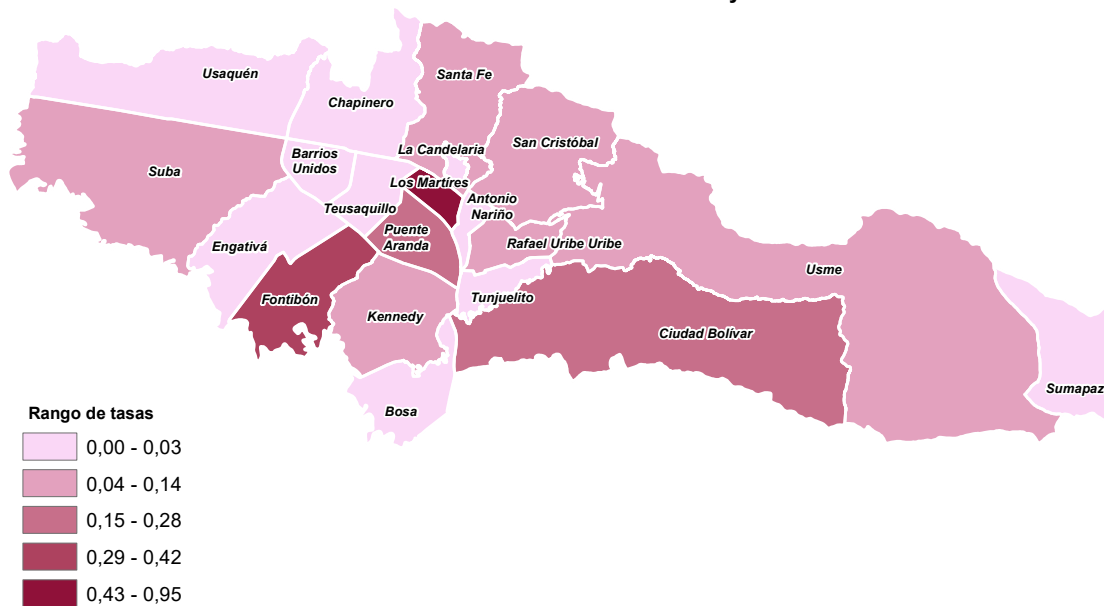 Usaquén
Santa Fe
Chapinero
San Cristóbal
La Candelaria
Barrios
Unidos
Suba
Los Martíres
Antonio
Nariño
Teusaquillo
Puente
Aranda
Engativá
Rafael Uribe Uribe
Usme
Fontibón
Tunjuelito
Kennedy
Ciudad Bolívar
Sumapaz
Bosa
Rango de tasas
0,00 - 0,03
0,04 - 0,14
0,15 - 0,28
0,29 - 0,42
0,43 - 0,95